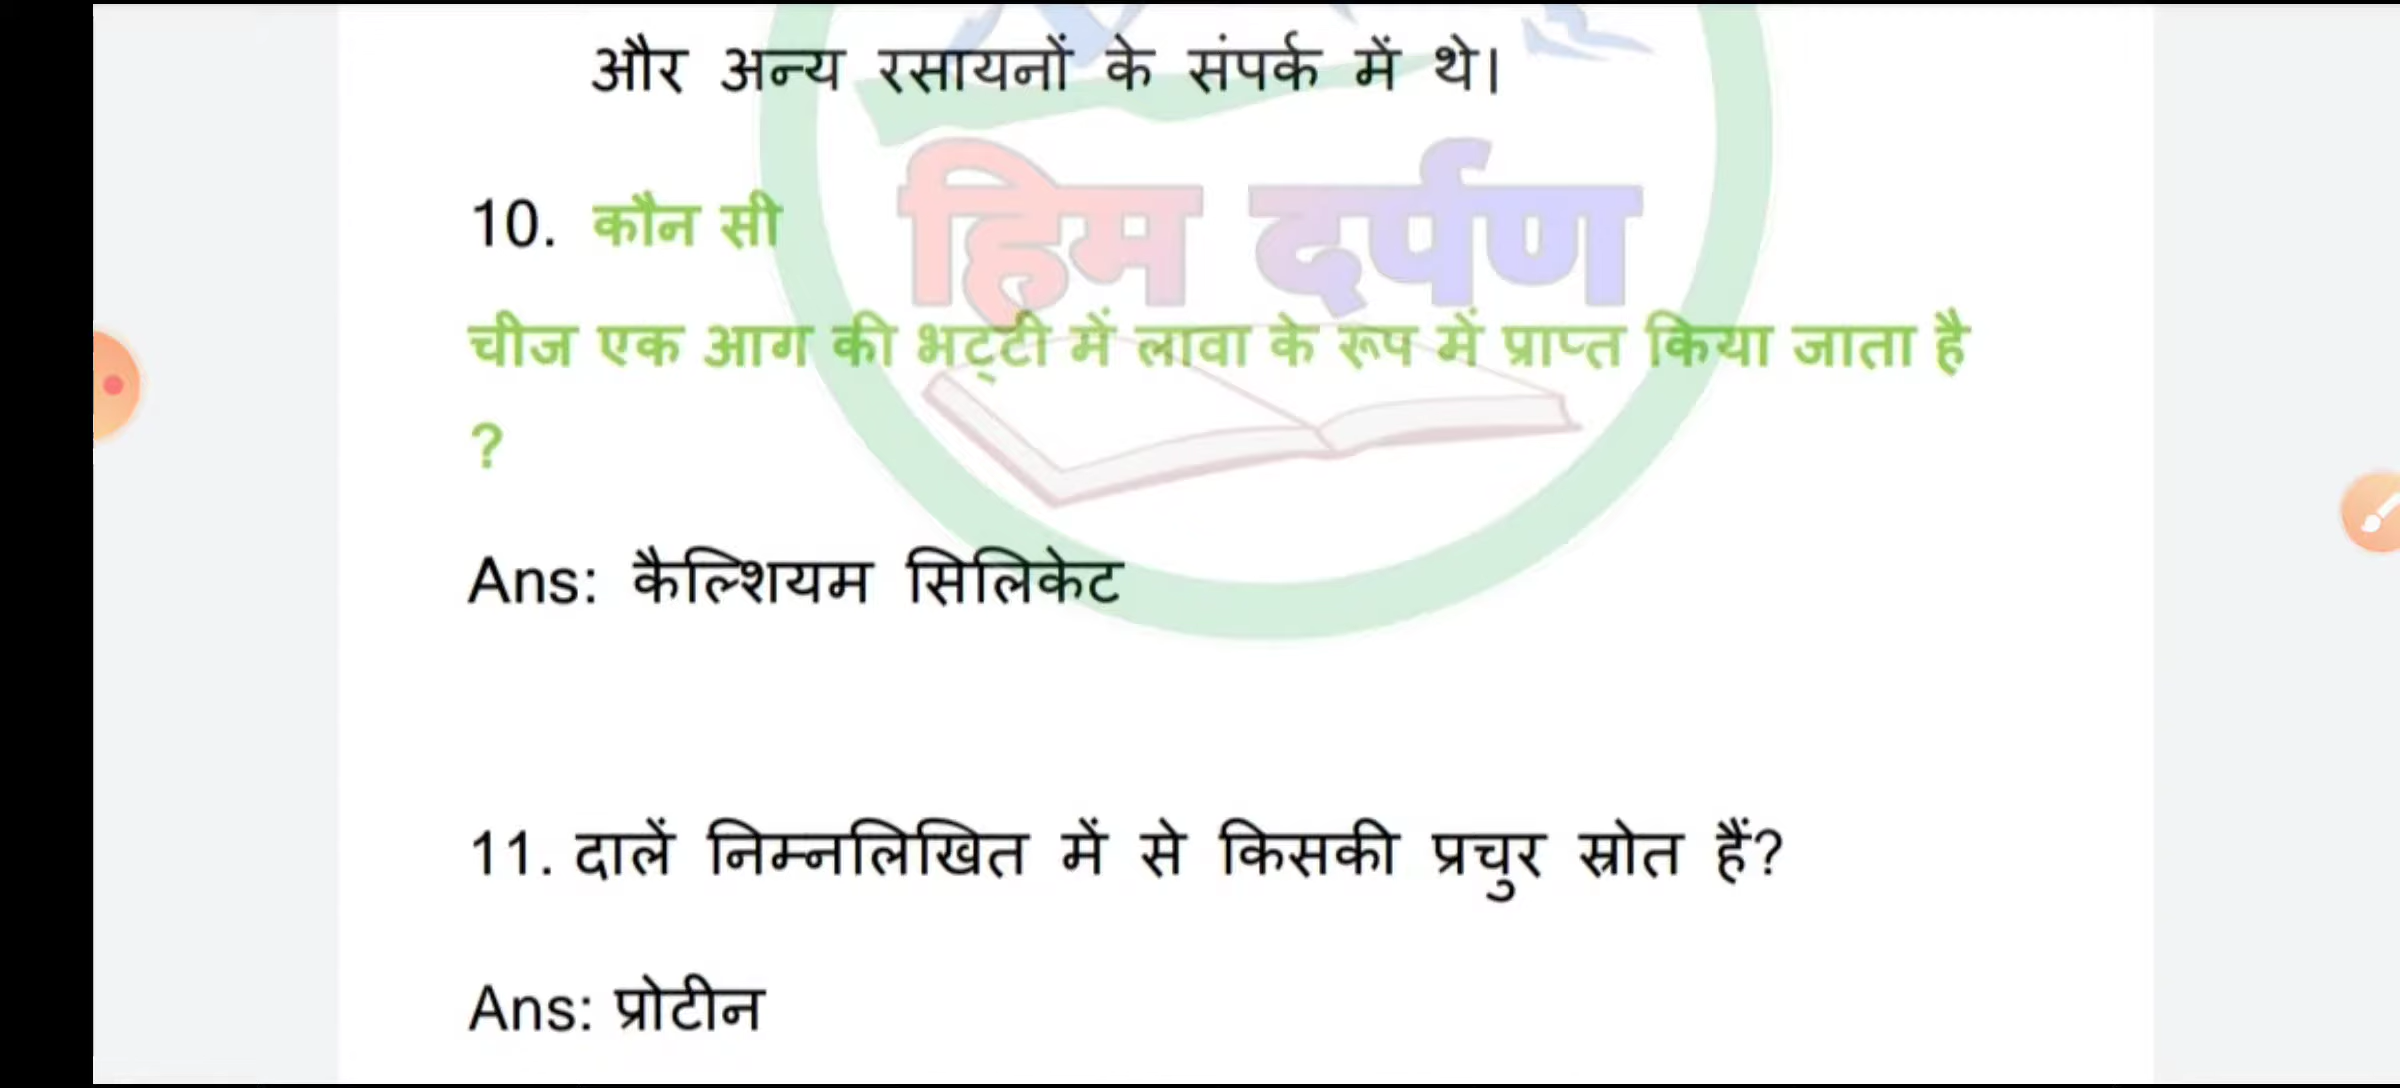 और अन्य रसायनों के संपर्क में थे।
हिम दर्पण
10. कौन सी
चीज एक आग की भट्टी में लावा के रूप में प्राप्त किया जाता है
?
Ans: कैल्शियम सिलिकेट
11. दालें निम्नलिखित में से किसकी प्रचुर स्रोत हैं?
Ans: प्रोटीन